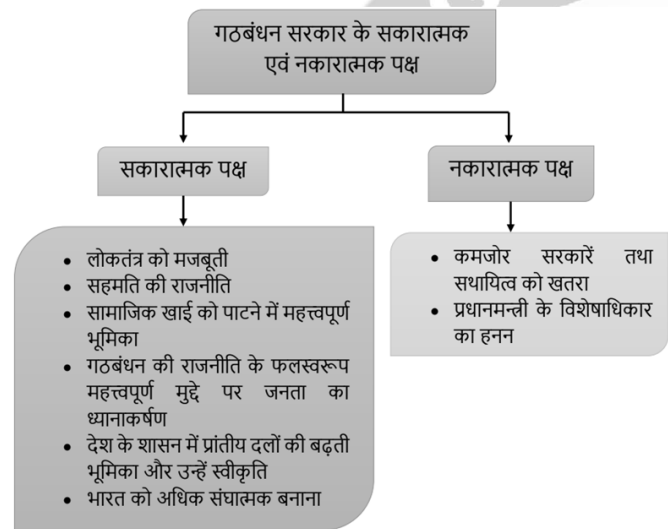 गठबंधन सरकार के सकारात्मक
एवं नकारात्मक पक्ष
सकारात्मक पक्ष
नकारात्मक पक्ष
• लोकतंत्र को मजबूती
• सहमति की राजनीति
• सामाजिक खाई को पाटने में महत्त्वपूर्ण
भूमिका
• गठबंधन की राजनीति के फलस्वरूप
महत्त्वपूर्ण मुद्दे पर जनता का
ध्यानाकर्षण
• देश के शासन में प्रांतीय दलों की बढ़ती
भूमिका और उन्हें स्वीकृति
• भारत को अधिक संघात्मक बनाना
• कमजोर सरकारें तथा
सथायित्व को खतरा
• प्रधानमन्त्री के विशेषाधिकार
का हनन